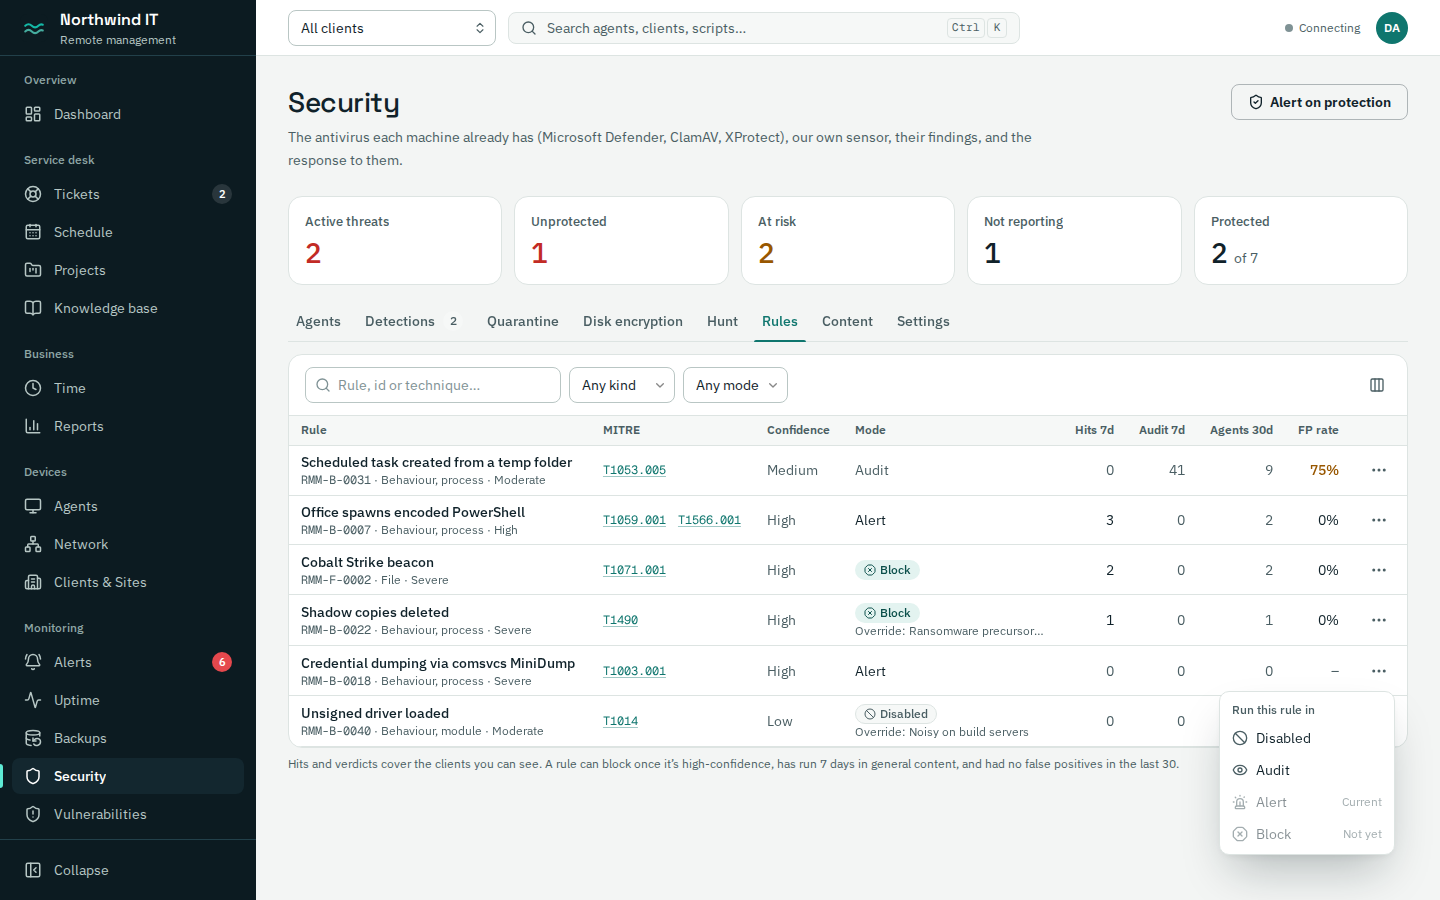 Northwind IT
Remote management
All clients
Search agents, clients, scripts...
Ctrl K
Connecting
DA
Overview
Dashboard
Service desk
Tickets 2
Schedule
Projects
Knowledge base
Business
Time
Reports
Devices
Agents
Network
Clients & Sites
Monitoring
Alerts 6
Uptime
Backups
Security
Vulnerabilities
Collapse
Security
Alert on protection
The antivirus each machine already has (Microsoft Defender, ClamAV, XProtect), our own sensor, their findings, and the
response to them.
Active threats
2
Unprotected
1
At risk
2
Not reporting
1
Protected
2 of 7
Agents Detections 2 Quarantine Disk encryption Hunt Rules Content Settings
Rule, id or technique...
Any kind
Any mode
Rule MITRE Confidence Mode Hits 7d Audit 7d Agents 30d FP rate
Scheduled task created from a temp folder
RMM-B-0031 · Behaviour, process · Moderate
T1053.005 Medium Audit 0 41 9 75%
Office spawns encoded PowerShell
RMM-B-0007 · Behaviour, process · High
T1059.001 T1566.001 High Alert 3 0 2 0%
Cobalt Strike beacon
RMM-F-0002 · File · Severe
T1071.001 High Block 2 0 2 0%
Shadow copies deleted
RMM-B-0022 · Behaviour, process · Severe
T1490 High Block 1 0 1 0%
Override: Ransomware precursor...
Credential dumping via comsvcs MiniDump
RMM-B-0018 · Behaviour, process · Severe
T1003.001 High Alert 0 0 0 –
Unsigned driver loaded
RMM-B-0040 · Behaviour, module · Moderate
T1014 Low Disabled 0 0
Override: Noisy on build servers
Hits and verdicts cover the clients you can see. A rule can block once it's high-confidence, has run 7 days in general content, and had no false positives in the last 30.
Run this rule in
Disabled
Audit
Alert Current
Block Not yet